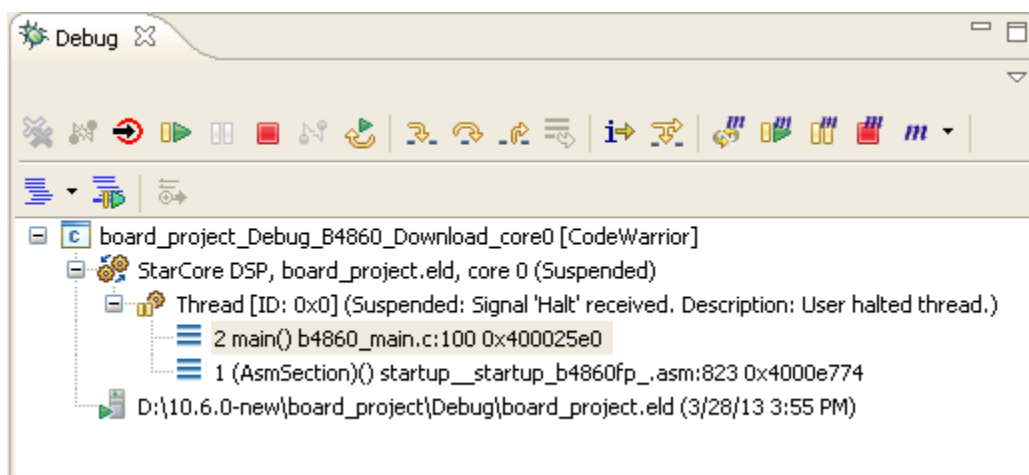 Debug
i m m m m m
c board_project_Debug_B4860_Download_core0 [CodeWarrior]
StarCore DSP, board_project.eld, core 0 (Suspended)
Thread [ID: 0x0] (Suspended: Signal 'Halt' received. Description: User halted thread.)
2 main() b4860_main.c:100 0x400025e0
1 (AsmSection)() startup__startup_b4860fp_.asm:823 0x4000e774
D:\10.6.0-new\board_project\Debug\board_project.eld (3/28/13 3:55 PM)